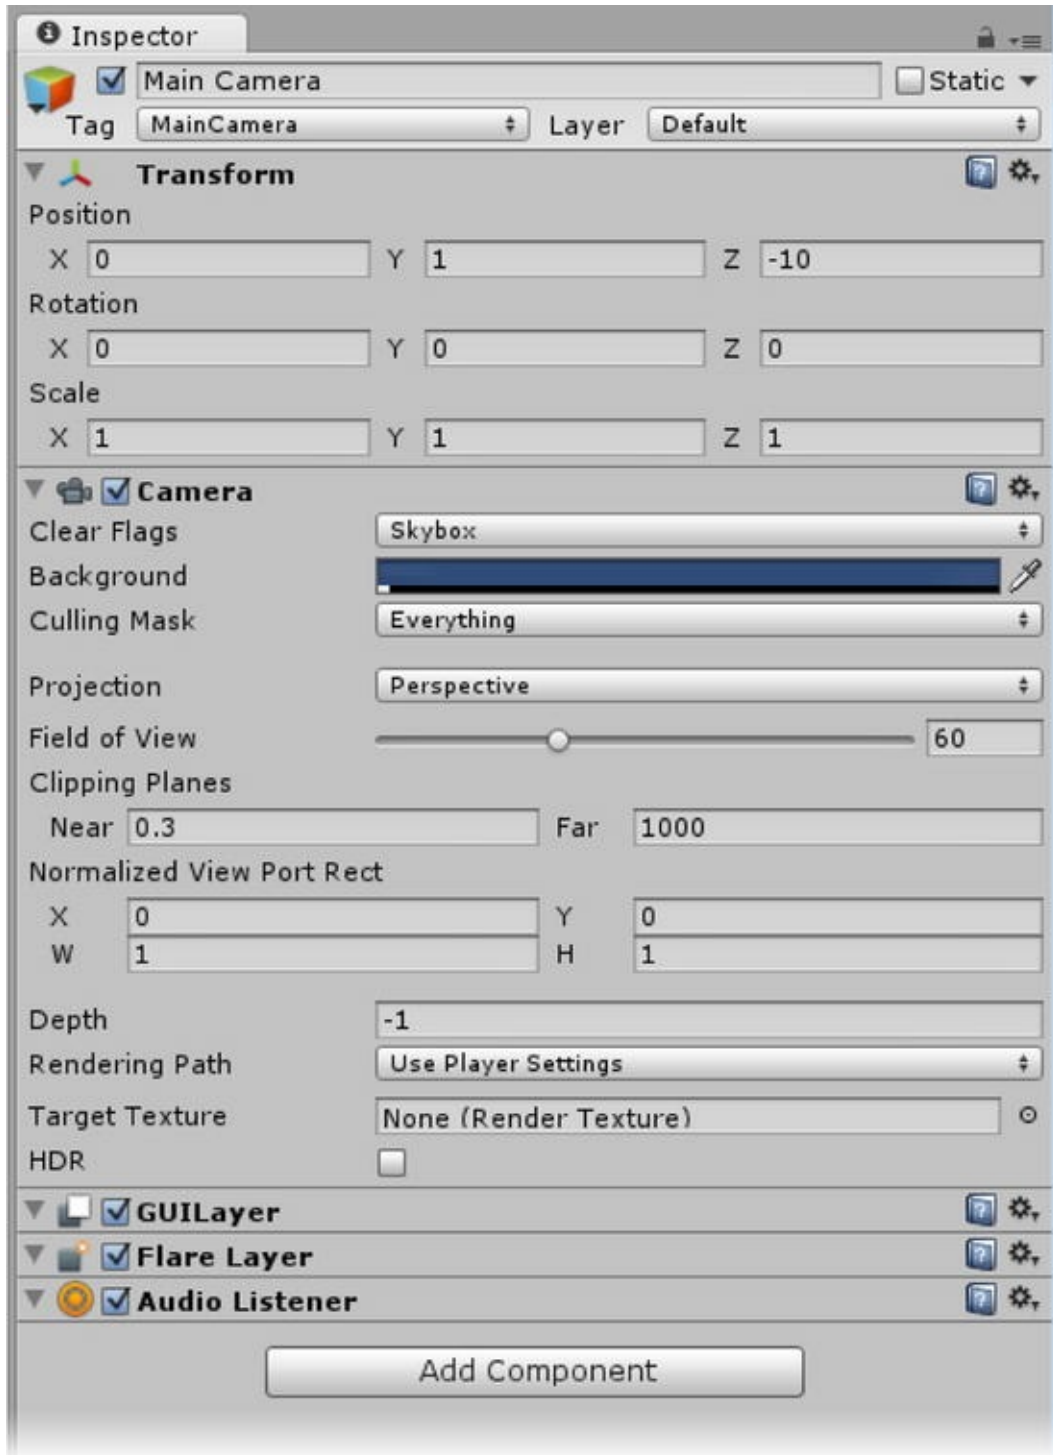 Inspector
Main Camera Static
Tag MainCamera Layer Default
Transform
Position
X 0 Y 1 Z -10
Rotation
X 0 Y 0 Z 0
Scale
X 1 Y 1 Z 1
Camera
Clear Flags Skybox
Background
Culling Mask Everything
Projection Perspective
Field of View 60
Clipping Planes
Near 0.3 Far 1000
Normalized View Port Rect
X 0 Y 0
W 1 H 1
Depth -1
Rendering Path Use Player Settings
Target Texture None (Render Texture)
HDR
GUILayer
Flare Layer
Audio Listener
Add Component